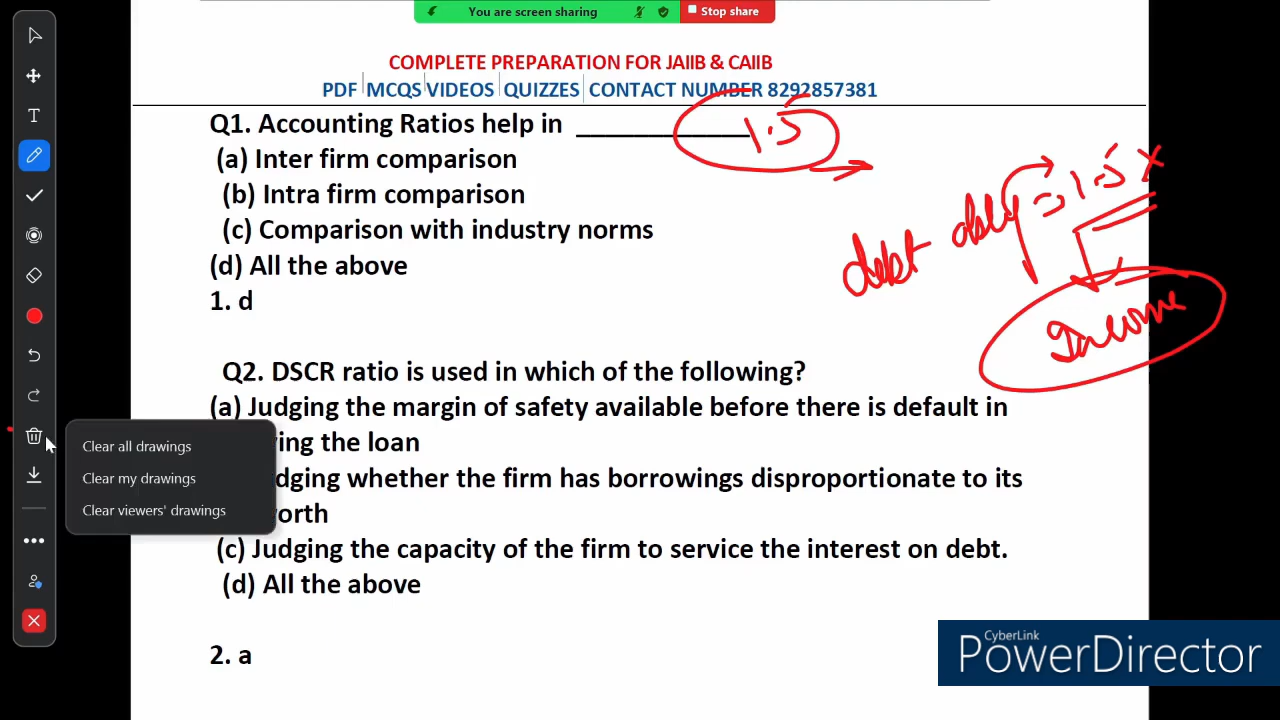 You are screen sharing Stop share
COMPLETE PREPARATION FOR JAIIB & CAIIB
PDF MCQS VIDEOS QUIZZES CONTACT NUMBER 8292857381
Q1. Accounting Ratios help in _____________
1.5
(a) Inter firm comparison
(b) Intra firm comparison
(c) Comparison with industry norms
(d) All the above
1. d
debt = 1.5 x
Income
Q2. DSCR ratio is used in which of the following?
(a) Judging the margin of safety available before there is default in
ing the loan
dging whether the firm has borrowings disproportionate to its
orth
(c) Judging the capacity of the firm to service the interest on debt.
(d) All the above
2. a
Clear all drawings
Clear my drawings
Clear viewers' drawings
CyberLink
PowerDirector